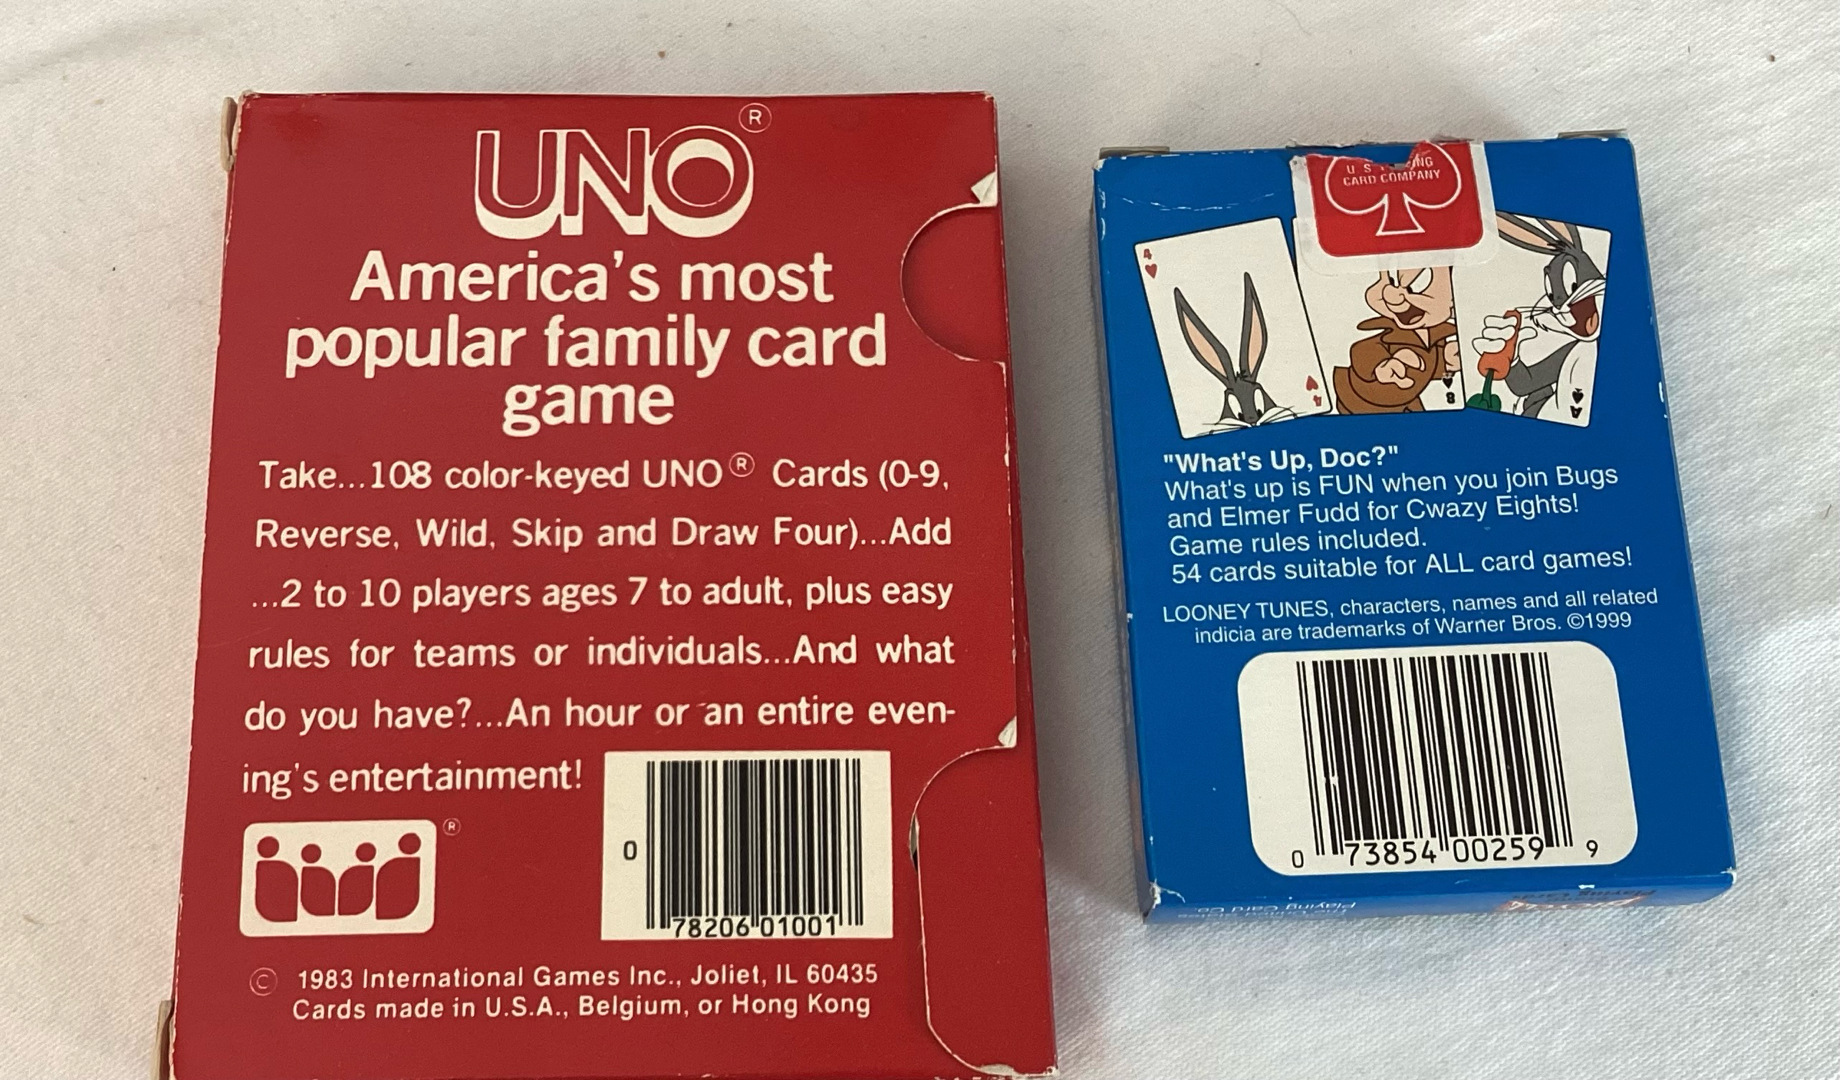 UNO®
America's most
popular family card
game
Take...108 color-keyed UNO® Cards (0-9,
Reverse, Wild, Skip and Draw Four)...Add
...2 to 10 players ages 7 to adult, plus easy
rules for teams or individuals...And what
do you have?...An hour or an entire even-
ing's entertainment!
®
0
78206 01001
© 1983 International Games Inc., Joliet, IL 60435
Cards made in U.S.A., Belgium, or Hong Kong
U S
CARD COMPANY
4
4
8
A
"What's Up, Doc?"
What's up is FUN when you join Bugs
and Elmer Fudd for Cwazy Eights!
Game rules included.
54 cards suitable for ALL card games!
LOONEY TUNES, characters, names and all related
indicia are trademarks of Warner Bros. ©1999
0 73854 00259 9
Playing Card Co.